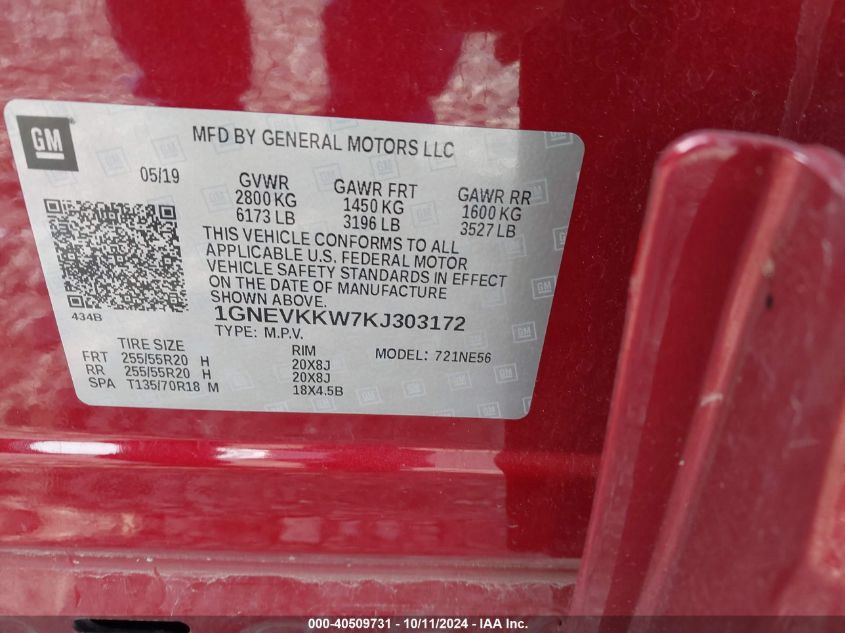 GM
MFD BY GENERAL MOTORS LLC
05/19
GVWR
2800 KG
6173 LB
GAWR FRT
1450 KG
3196 LB
GAWR RR
1600 KG
3527 LB
THIS VEHICLE CONFORMS TO ALL
APPLICABLE U.S. FEDERAL MOTOR
VEHICLE SAFETY STANDARDS IN EFFECT
ON THE DATE OF MANUFACTURE
SHOWN ABOVE.
434B
1GNEVKKW7KJ303172
TYPE: M.P.V.
TIRE SIZE
FRT 255/55R20 H
RR 255/55R20 H
SPA T135/70R18 M
RIM
20X8J
20X8J
18X4.5B
MODEL: 721NE56
000-40509731 - 10/11/2024 - IAA Inc.